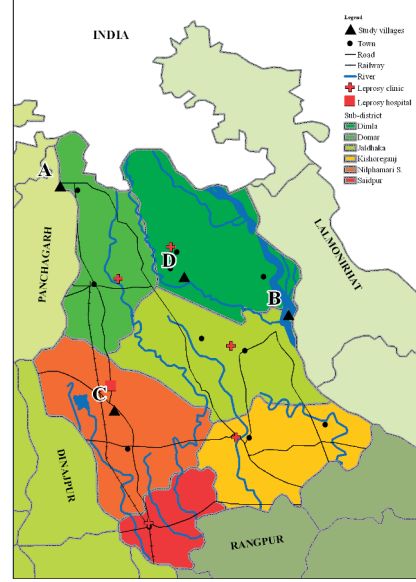 INDIA
Legend
Study villages
Town
Road
Railway
River
Leprosy clinic
Leprosy hospital
Sub-district
Dimla
Domar
Jaldhaka
Kishoreganj
Nilphamari S.
Saidpur
A
B
C
D
PANCHAGARH
LALMONIRHAT
DINAJPUR
RANGPUR